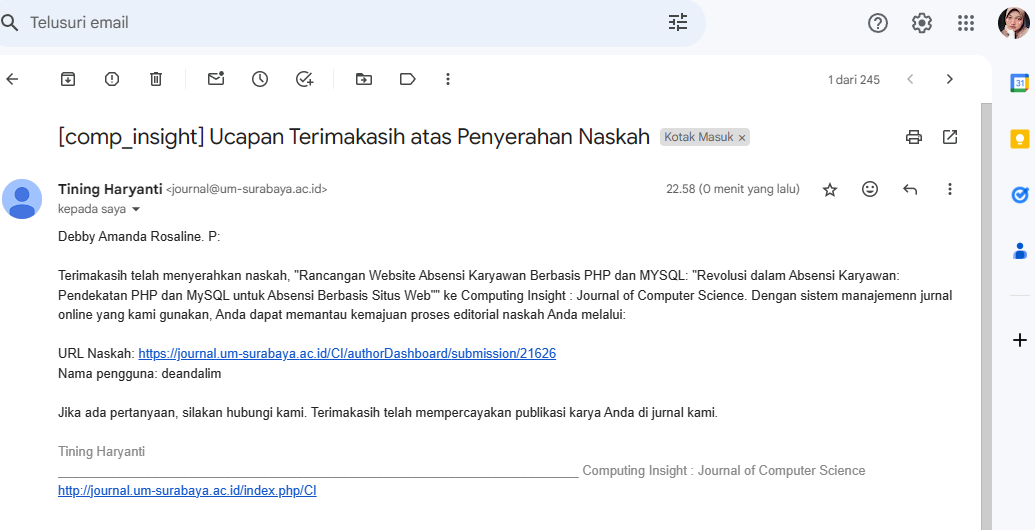 Telusuri email
1 dari 245
[comp_insight] Ucapan Terimakasih atas Penyerahan Naskah Kotak Masuk ×
Tining Haryanti <journal@um-surabaya.ac.id> 22.58 (0 menit yang lalu)
kepada saya
Debby Amanda Rosaline. P:
Terimakasih telah menyerahkan naskah, "Rancangan Website Absensi Karyawan Berbasis PHP dan MYSQL: "Revolusi dalam Absensi Karyawan:
Pendekatan PHP dan MySQL untuk Absensi Berbasis Situs Web"" ke Computing Insight : Journal of Computer Science. Dengan sistem manajemenn jurnal
online yang kami gunakan, Anda dapat memantau kemajuan proses editorial naskah Anda melalui:
URL Naskah: https://journal.um-surabaya.ac.id/CI/authorDashboard/submission/21626
Nama pengguna: deandalim
Jika ada pertanyaan, silakan hubungi kami. Terimakasih telah mempercayakan publikasi karya Anda di jurnal kami.
Tining Haryanti
Computing Insight : Journal of Computer Science
http://journal.um-surabaya.ac.id/index.php/CI
31